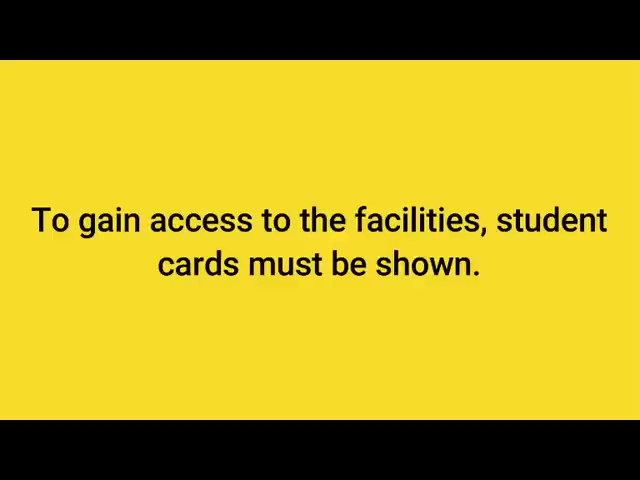 To gain access to the facilities, student
cards must be shown.